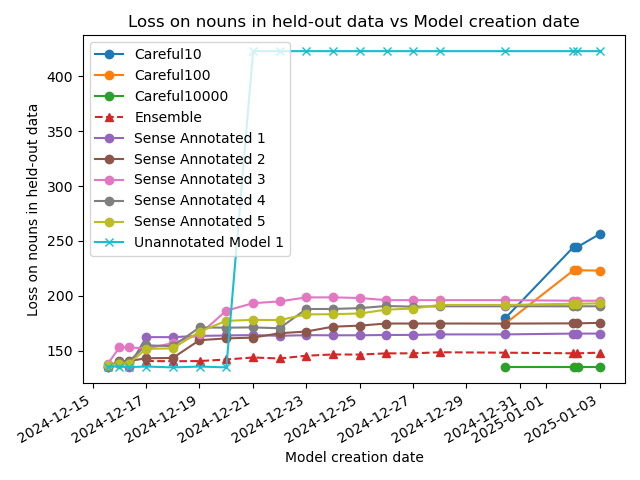 Loss on nouns in held-out data vs Model creation date
Careful10
Careful100
Careful10000
Ensemble
Sense Annotated 1
Sense Annotated 2
Sense Annotated 3
Sense Annotated 4
Sense Annotated 5
Unannotated Model 1
Loss on nouns in held-out data
400
350
300
250
200
150
2024-12-15
2024-12-17
2024-12-19
2024-12-21
2024-12-23
2024-12-25
2024-12-27
2024-12-29
2024-12-31
2025-01-01
2025-01-03
Model creation date